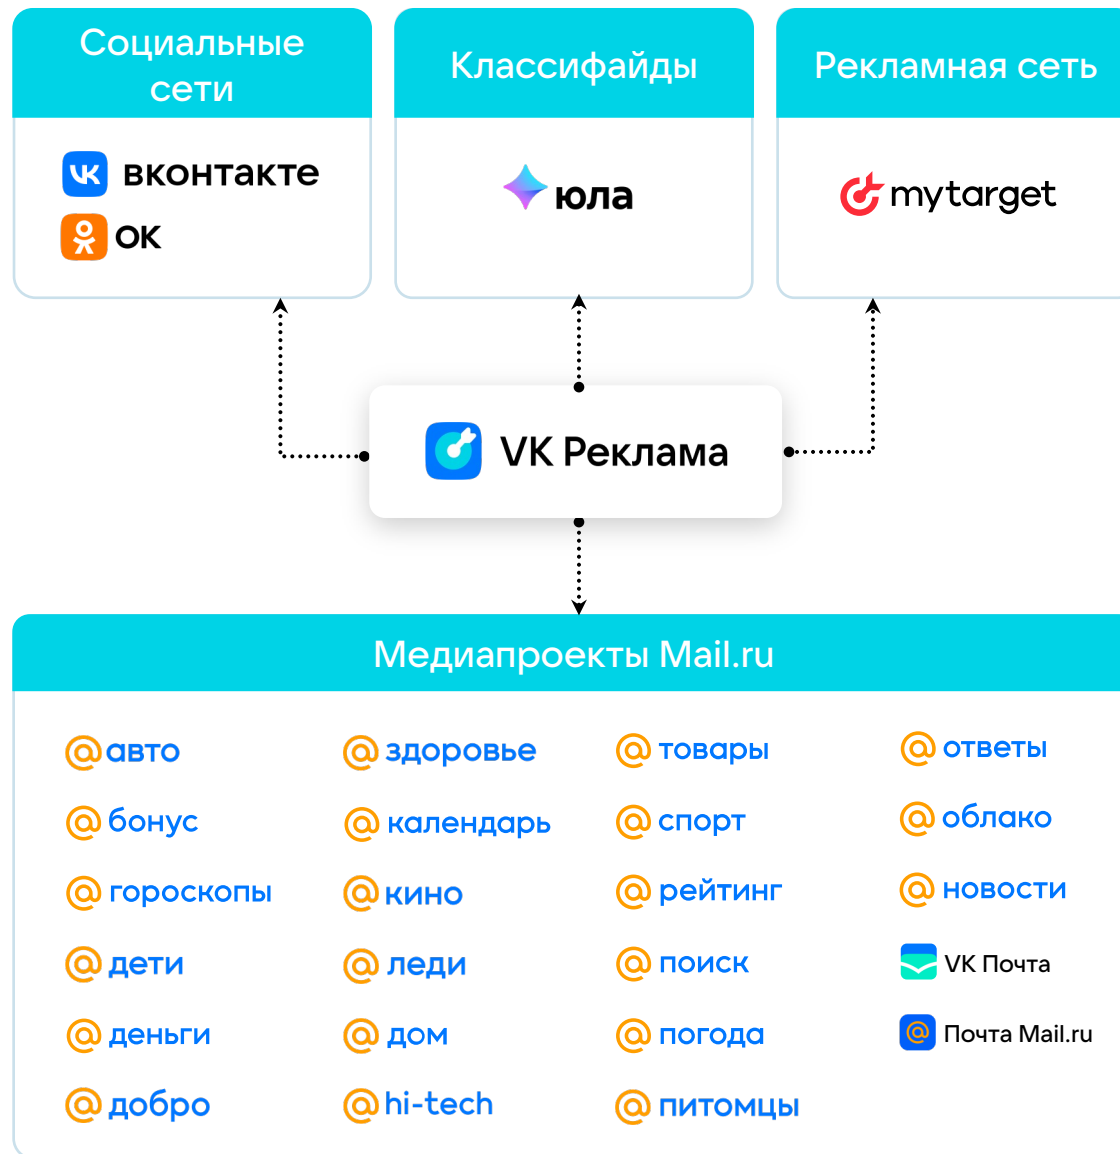 Социальные
сети
Классифайды
Рекламная сеть
вконтакте
ок
юла
mytarget
VK Реклама
Медиапроекты Mail.ru
@авто
@бонус
@гороскопы
@дети
@деньги
@добро
@здоровье
@календарь
@кино
@леди
@дом
@hi-tech
@товары
@спорт
@рейтинг
@поиск
@погода
@питомцы
@ответы
@облако
@новости
VK Почта
@ Почта Mail.ru